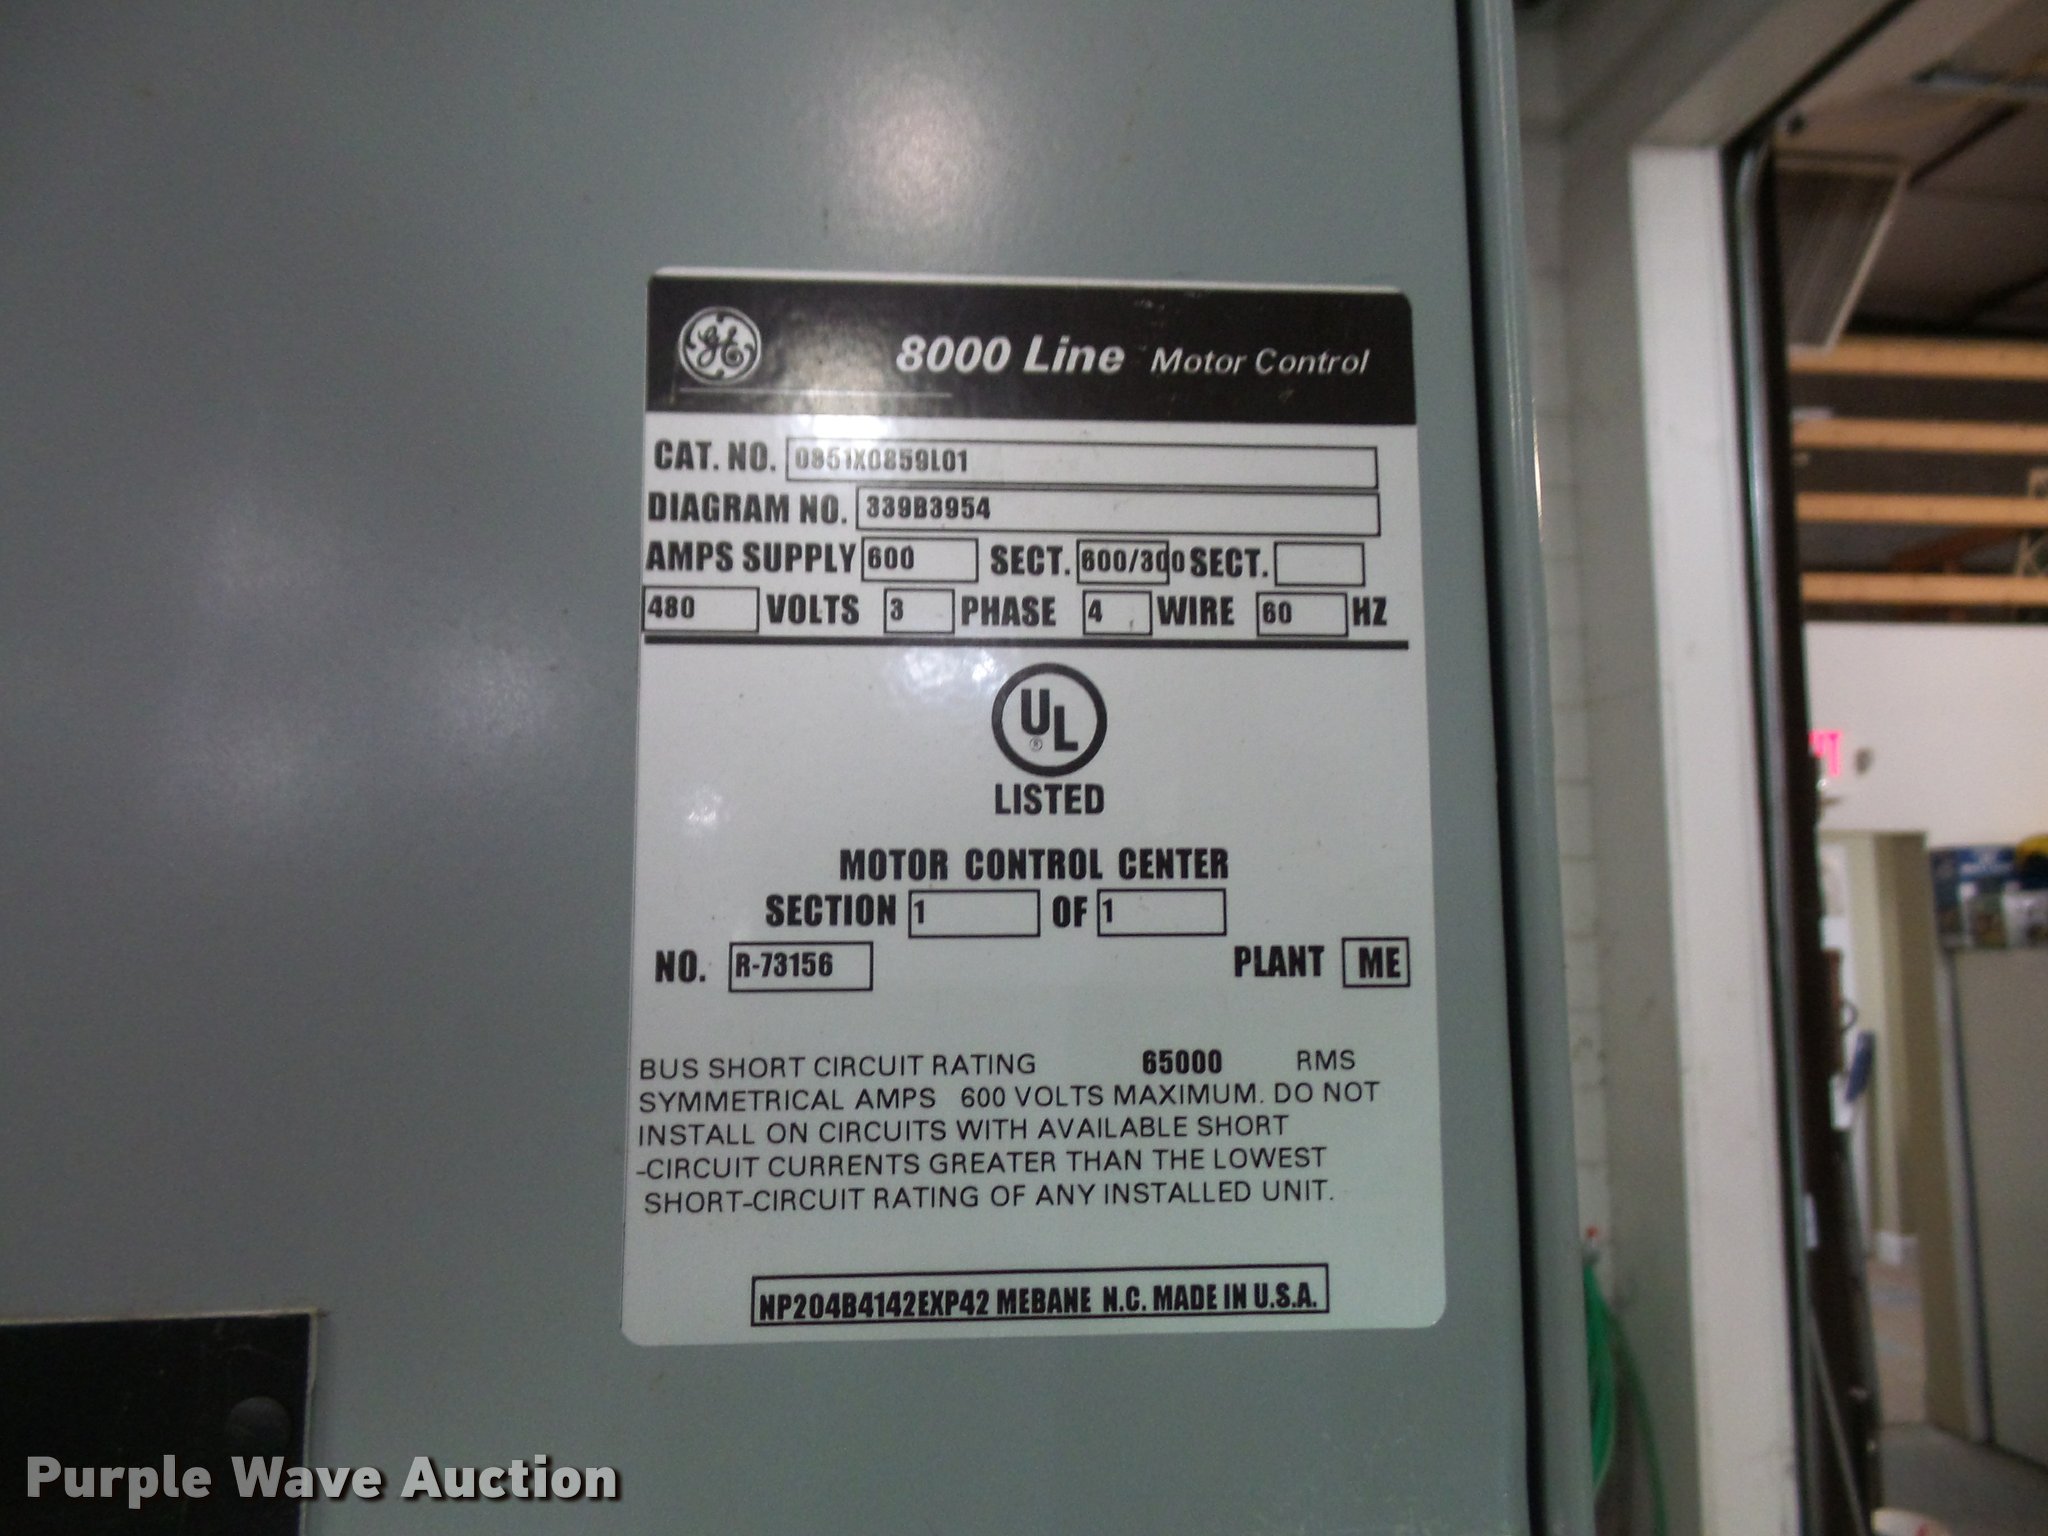 GE 8000 Line Motor Control
CAT. NO. 0851X0859L01
DIAGRAM NO. 339B3954
AMPS SUPPLY 600 SECT. 600/300 SECT.
480 VOLTS 3 PHASE 4 WIRE 60 HZ
UL ®
LISTED
MOTOR CONTROL CENTER
SECTION 1 OF 1
NO. R-73156 PLANT ME
BUS SHORT CIRCUIT RATING 65000 RMS
SYMMETRICAL AMPS 600 VOLTS MAXIMUM. DO NOT
INSTALL ON CIRCUITS WITH AVAILABLE SHORT
-CIRCUIT CURRENTS GREATER THAN THE LOWEST
SHORT-CIRCUIT RATING OF ANY INSTALLED UNIT.
NP204B4142EXP42 MEBANE N.C. MADE IN U.S.A.
Purple Wave Auction